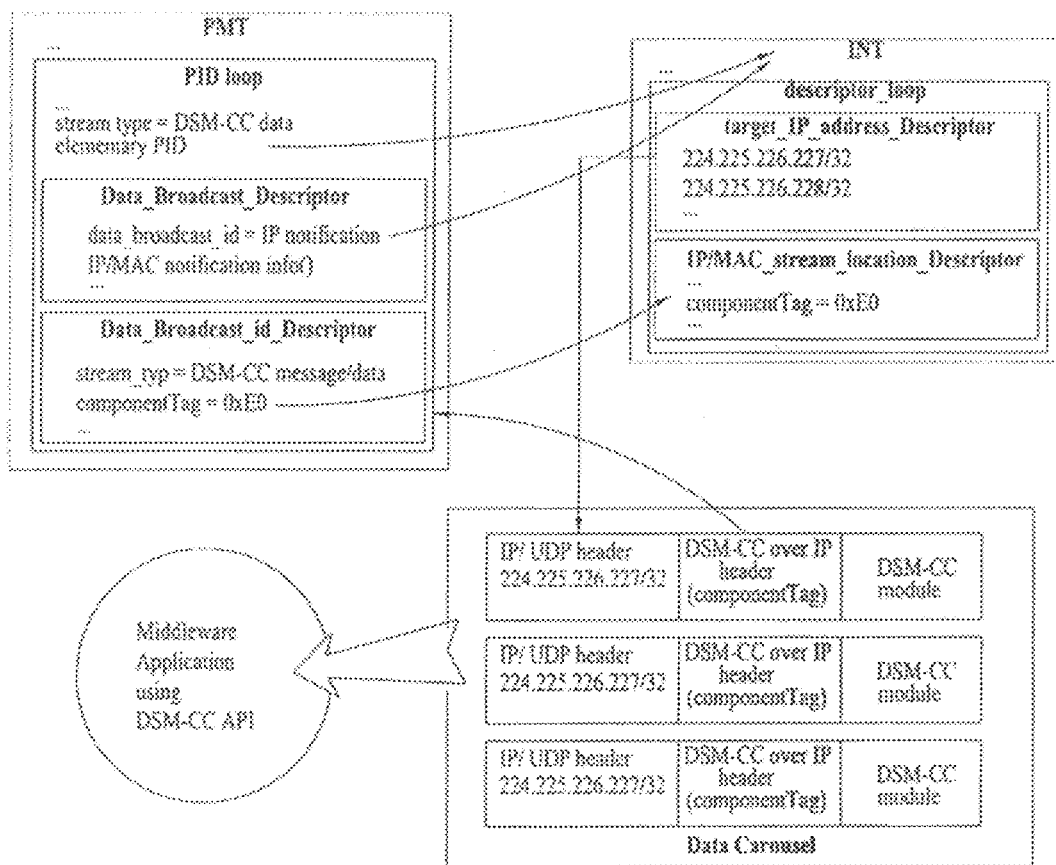 PMT
...
PID loop
...
stream type = DSM-CC data
elementary PID
Data_Broadcast_Descriptor
data_broadcast_id = IP notification
IP/MAC notification info()
...
Data_Broadcast_id_Descriptor
stream_typ = DSM-CC message/data
componentTag = 0xE0
...
INT
...
descriptor_loop
target_IP_address_Descriptor
224.225.226.227/32
224.225.226.228/32
...
IP/MAC_stream_location_Descriptor
...
componentTag = 0xE0
...
Middleware
Application
using
DSM-CC API
IP/ UDP header
224.225.226.227/32
DSM-CC over IP
header
(componentTag)
DSM-CC
module
IP/ UDP header
224.225.226.227/32
DSM-CC over IP
header
(componentTag)
DSM-CC
module
IP/ UDP header
224.225.226.227/32
DSM-CC over IP
header
(componentTag)
DSM-CC
module
Data Carousel